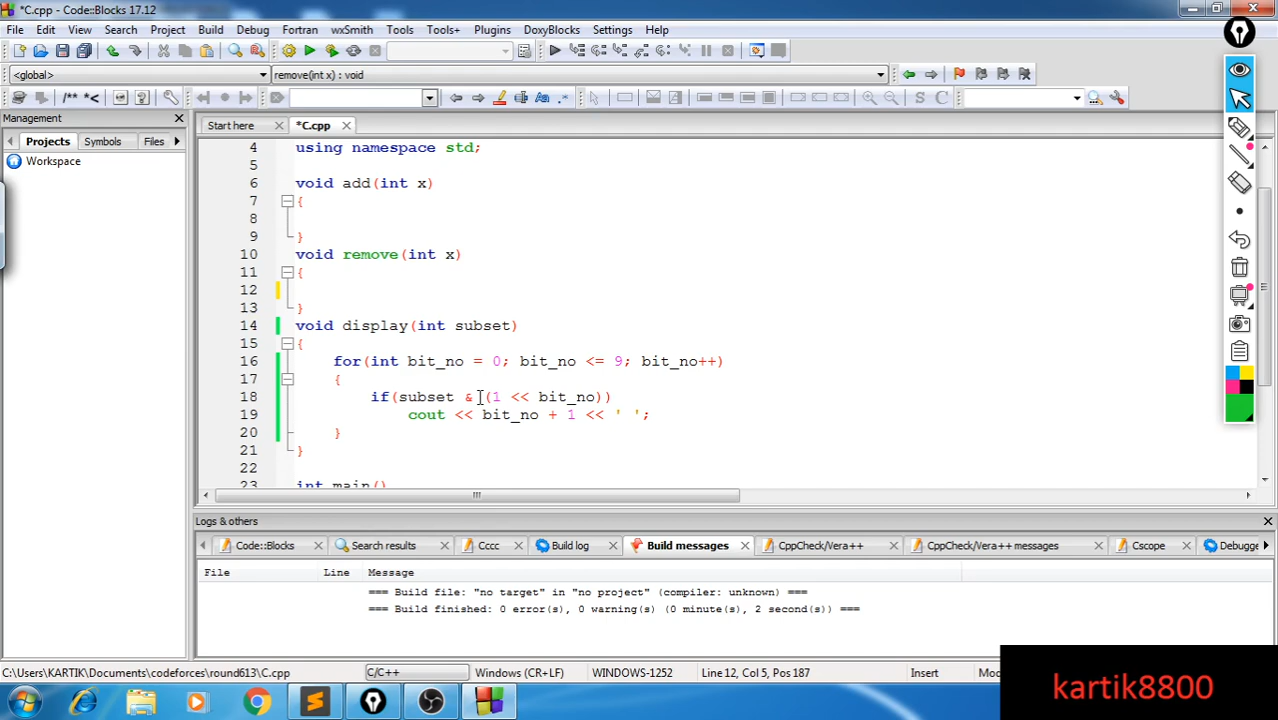 *C.cpp - Code::Blocks 17.12
File Edit View Search Project Build Debug Fortran wxSmith Tools Tools+ Plugins DoxyBlocks Settings Help
<global> remove(int x) : void
/** *< Aa .* S C
Management
Projects Symbols Files
Workspace
Start here *C.cpp
4 using namespace std;
5
6 void add(int x)
7 {
8
9 }
10 void remove(int x)
11 {
12
13 }
14 void display(int subset)
15 {
16 for(int bit_no = 0; bit_no <= 9; bit_no++)
17 {
18 if(subset & (1 << bit_no))
19 cout << bit_no + 1 << ' ';
20 }
21 }
22
23 int main()
Logs & others
Code::Blocks Search results Cccc Build log Build messages CppCheck/Vera++ CppCheck/Vera++ messages Cscope Debugge
File Line Message
=== Build file: "no target" in "no project" (compiler: unknown) ===
=== Build finished: 0 error(s), 0 warning(s) (0 minute(s), 2 second(s)) ===
C:\Users\KARTIK\Documents\codeforces\round613\C.cpp C/C++ Windows (CR+LF) WINDOWS-1252 Line 12, Col 5, Pos 187 Insert Mod
kartik8800